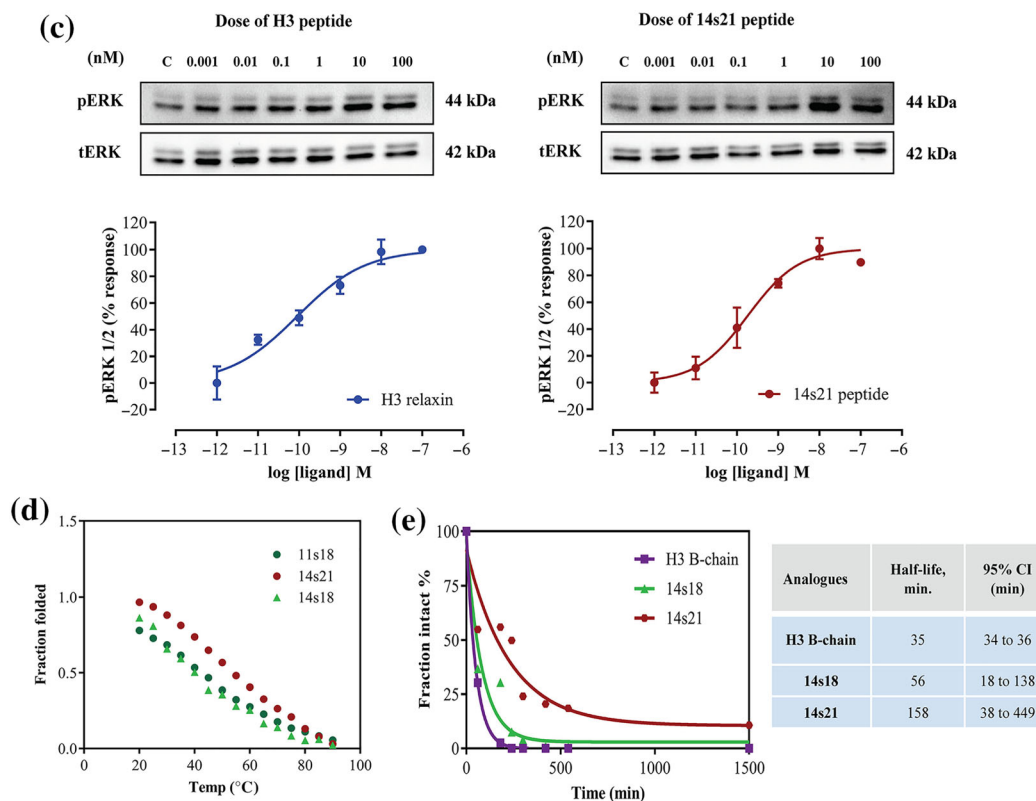 (c)
Dose of H3 peptide
(nM) C 0.001 0.01 0.1 1 10 100
pERK 44 kDa
tERK 42 kDa
Dose of 14s21 peptide
(nM) C 0.001 0.01 0.1 1 10 100
pERK 44 kDa
tERK 42 kDa
pERK 1/2 (% response)
120
100
80
60
40
20
0
−20
H3 relaxin
−13 −12 −11 −10 −9 −8 −7 −6
log [ligand] M
pERK 1/2 (% response)
120
100
80
60
40
20
0
−20
14s21 peptide
−13 −12 −11 −10 −9 −8 −7 −6
log [ligand] M
(d)
Fraction folded
1.5
1.0
0.5
0.0
11s18
14s21
14s18
20 40 60 80 100
Temp (°C)
(e)
Fraction intact %
100
75
50
25
0
H3 B-chain
14s18
14s21
0 500 1000 1500
Time (min)
Analogues Half-life, min. 95% CI (min)
H3 B-chain 35 34 to 36
14s18 56 18 to 138
14s21 158 38 to 449